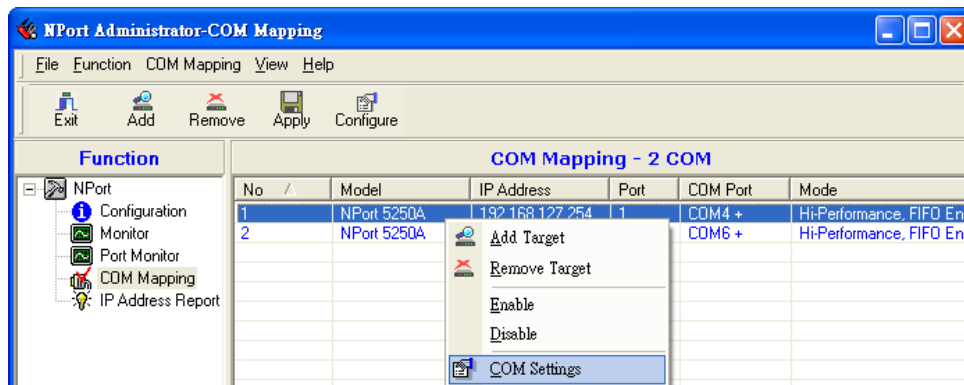 NPort Administrator-COM Mapping
File Function COM Mapping View Help
Exit Add Remove Apply Configure
Function
COM Mapping - 2 COM
NPort
Configuration
Monitor
Port Monitor
COM Mapping
IP Address Report
No Model IP Address Port COM Port Mode
1 NPort 5250A 192.168.127.254 1 COM4 + Hi-Performance, FIFO En
2 NPort 5250A COM6 + Hi-Performance, FIFO En
Add Target
Remove Target
Enable
Disable
COM Settings